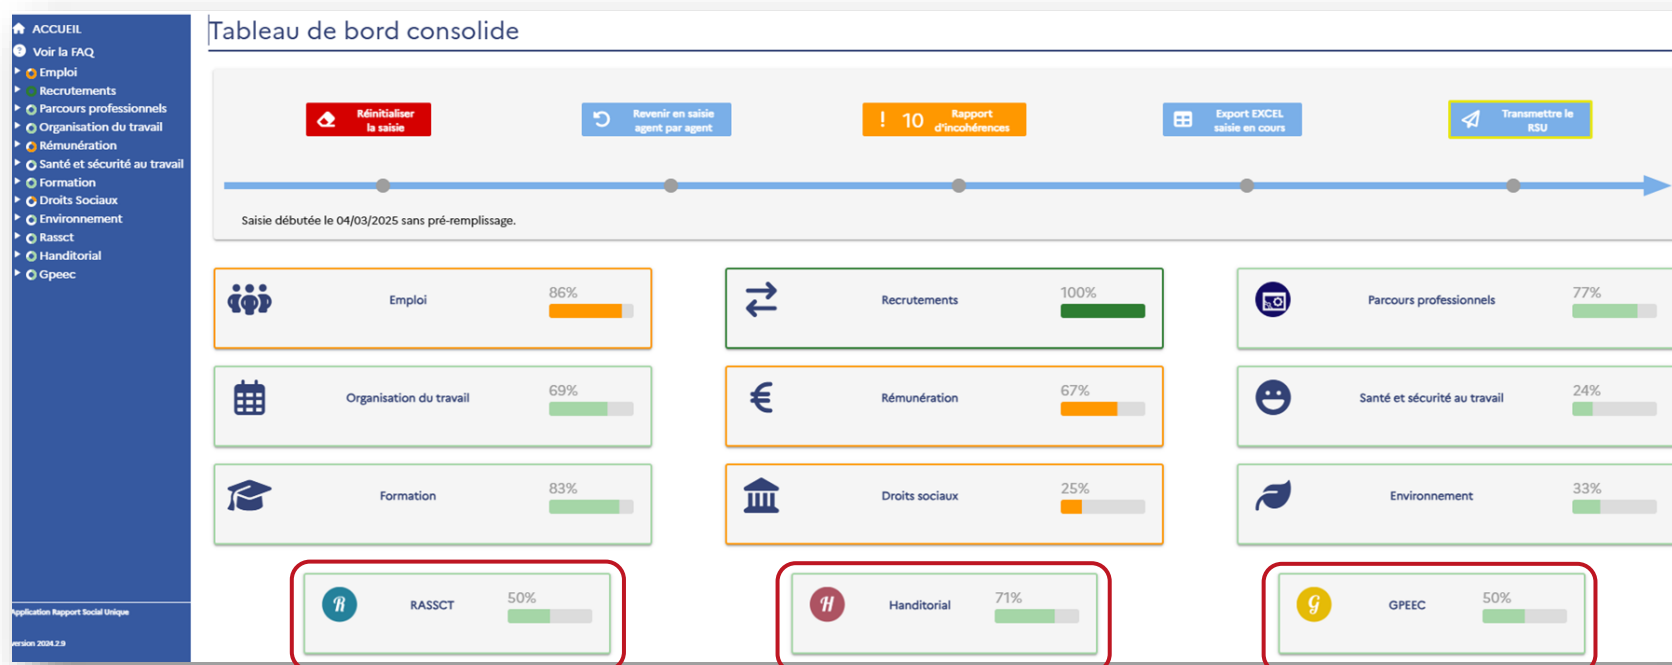 ACCUEIL
Voir la FAQ
Emploi
Recrutements
Parcours professionnels
Organisation du travail
Rémunération
Santé et sécurité au travail
Formation
Droits Sociaux
Environnement
Rassct
Handitorial
Gpeec
Application Rapport Social Unique
version 2024.2.9
Tableau de bord consolide
Réinitialiser
la saisie
Revenir en saisie
agent par agent
! 10 Rapport
d'incohérences
Export EXCEL
saisie en cours
Transmettre le
RSU
Saisie débutée le 04/03/2025 sans pré-remplissage.
Emploi 86%
Recrutements 100%
Parcours professionnels 77%
Organisation du travail 69%
€ Rémunération 67%
Santé et sécurité au travail 24%
Formation 83%
Droits sociaux 25%
Environnement 33%
R RASSCT 50%
H Handitorial 71%
G GPEEC 50%